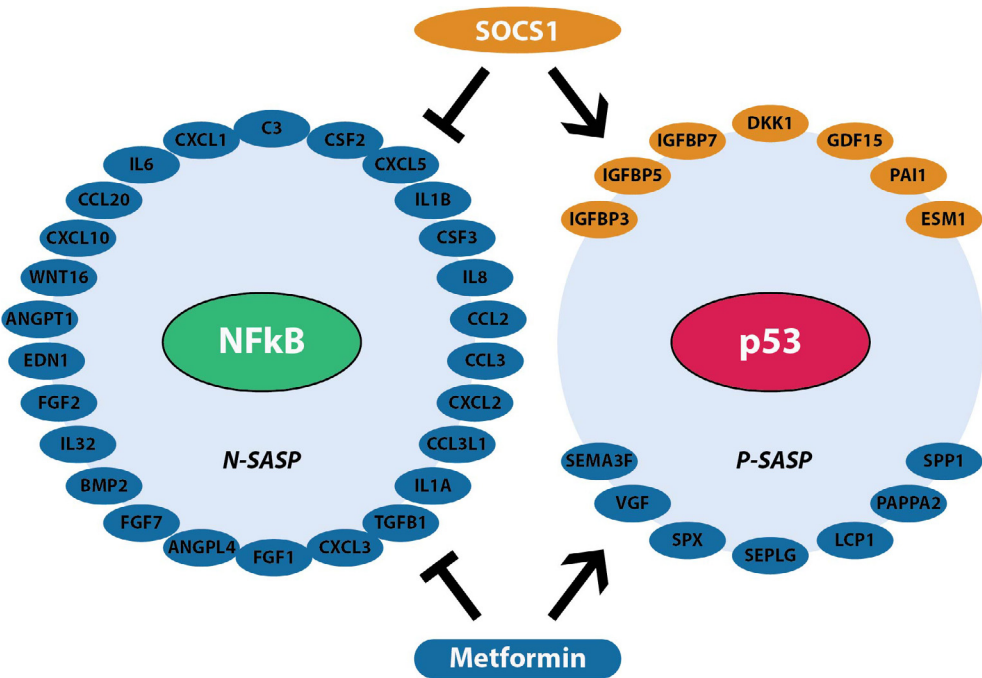 SOCS1
C3
CXCL1
CSF2
IL6
CXCL5
CCL20
IL1B
CXCL10
CSF3
WNT16
IL8
ANGPT1
CCL2
EDN1
CCL3
FGF2
CXCL2
IL32
CCL3L1
BMP2
IL1A
FGF7
TGFB1
ANGPL4
CXCL3
FGF1
NFkB
N-SASP
DKK1
IGFBP7
GDF15
IGFBP5
PAI1
IGFBP3
ESM1
p53
P-SASP
SEMA3F
SPP1
VGF
PAPPA2
SPX
LCP1
SEPLG
Metformin